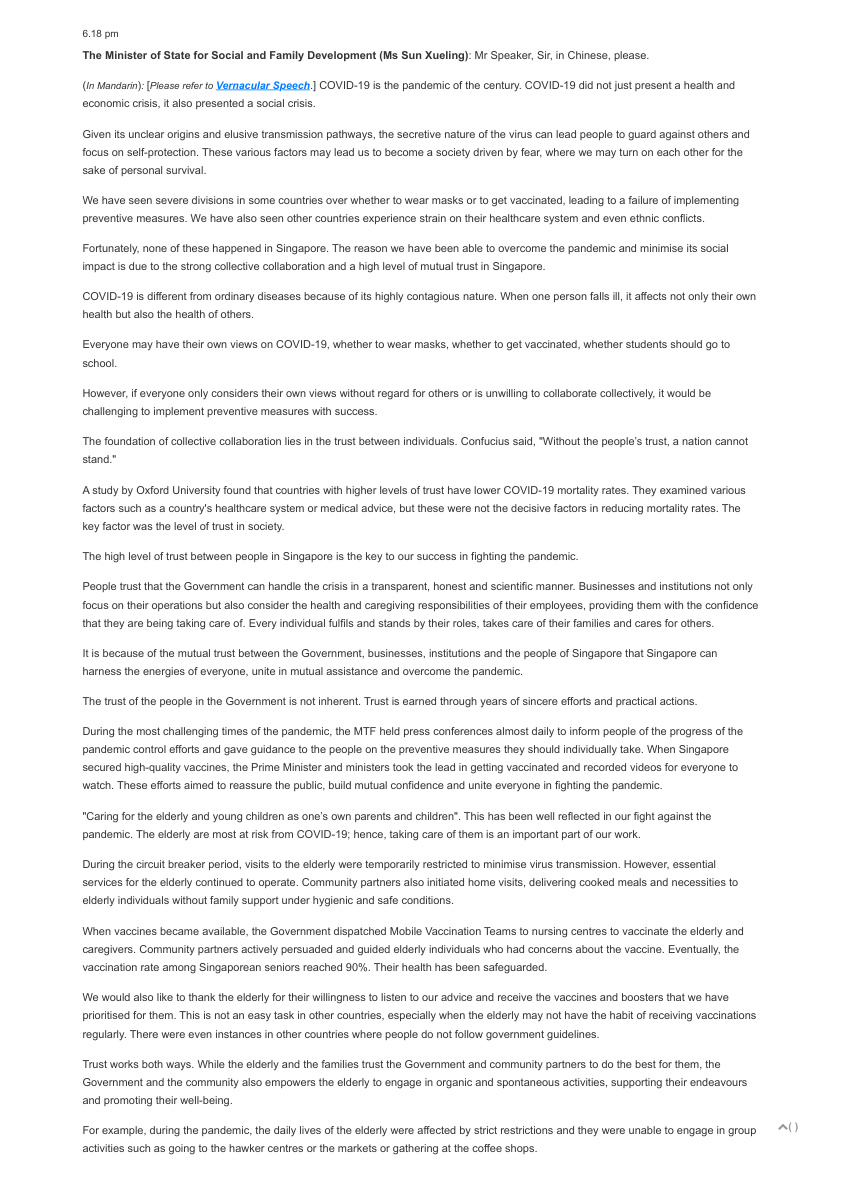 6.18 pm
The Minister of State for Social and Family Development (Ms Sun Xueling): Mr Speaker, Sir, in Chinese, please.
(In Mandarin): [Please refer to Vernacular Speech.] COVID-19 is the pandemic of the century. COVID-19 did not just present a health and
economic crisis, it also presented a social crisis.
Given its unclear origins and elusive transmission pathways, the secretive nature of the virus can lead people to guard against others and
focus on self-protection. These various factors may lead us to become a society driven by fear, where we may turn on each other for the
sake of personal survival.
We have seen severe divisions in some countries over whether to wear masks or to get vaccinated, leading to a failure of implementing
preventive measures. We have also seen other countries experience strain on their healthcare system and even ethnic conflicts.
Fortunately, none of these happened in Singapore. The reason we have been able to overcome the pandemic and minimise its social
impact is due to the strong collective collaboration and a high level of mutual trust in Singapore.
COVID-19 is different from ordinary diseases because of its highly contagious nature. When one person falls ill, it affects not only their own
health but also the health of others.
Everyone may have their own views on COVID-19, whether to wear masks, whether to get vaccinated, whether students should go to
school.
However, if everyone only considers their own views without regard for others or is unwilling to collaborate collectively, it would be
challenging to implement preventive measures with success.
The foundation of collective collaboration lies in the trust between individuals. Confucius said, "Without the people’s trust, a nation cannot
stand."
A study by Oxford University found that countries with higher levels of trust have lower COVID-19 mortality rates. They examined various
factors such as a country's healthcare system or medical advice, but these were not the decisive factors in reducing mortality rates. The
key factor was the level of trust in society.
The high level of trust between people in Singapore is the key to our success in fighting the pandemic.
People trust that the Government can handle the crisis in a transparent, honest and scientific manner. Businesses and institutions not only
focus on their operations but also consider the health and caregiving responsibilities of their employees, providing them with the confidence
that they are being taking care of. Every individual fulfils and stands by their roles, takes care of their families and cares for others.
It is because of the mutual trust between the Government, businesses, institutions and the people of Singapore that Singapore can
harness the energies of everyone, unite in mutual assistance and overcome the pandemic.
The trust of the people in the Government is not inherent. Trust is earned through years of sincere efforts and practical actions.
During the most challenging times of the pandemic, the MTF held press conferences almost daily to inform people of the progress of the
pandemic control efforts and gave guidance to the people on the preventive measures they should individually take. When Singapore
secured high-quality vaccines, the Prime Minister and ministers took the lead in getting vaccinated and recorded videos for everyone to
watch. These efforts aimed to reassure the public, build mutual confidence and unite everyone in fighting the pandemic.
"Caring for the elderly and young children as one’s own parents and children". This has been well reflected in our fight against the
pandemic. The elderly are most at risk from COVID-19; hence, taking care of them is an important part of our work.
During the circuit breaker period, visits to the elderly were temporarily restricted to minimise virus transmission. However, essential
services for the elderly continued to operate. Community partners also initiated home visits, delivering cooked meals and necessities to
elderly individuals without family support under hygienic and safe conditions.
When vaccines became available, the Government dispatched Mobile Vaccination Teams to nursing centres to vaccinate the elderly and
caregivers. Community partners actively persuaded and guided elderly individuals who had concerns about the vaccine. Eventually, the
vaccination rate among Singaporean seniors reached 90%. Their health has been safeguarded.
We would also like to thank the elderly for their willingness to listen to our advice and receive the vaccines and boosters that we have
prioritised for them. This is not an easy task in other countries, especially when the elderly may not have the habit of receiving vaccinations
regularly. There were even instances in other countries where people do not follow government guidelines.
Trust works both ways. While the elderly and the families trust the Government and community partners to do the best for them, the
Government and the community also empowers the elderly to engage in organic and spontaneous activities, supporting their endeavours
and promoting their well-being.
For example, during the pandemic, the daily lives of the elderly were affected by strict restrictions and they were unable to engage in group
activities such as going to the hawker centres or the markets or gathering at the coffee shops.
( )